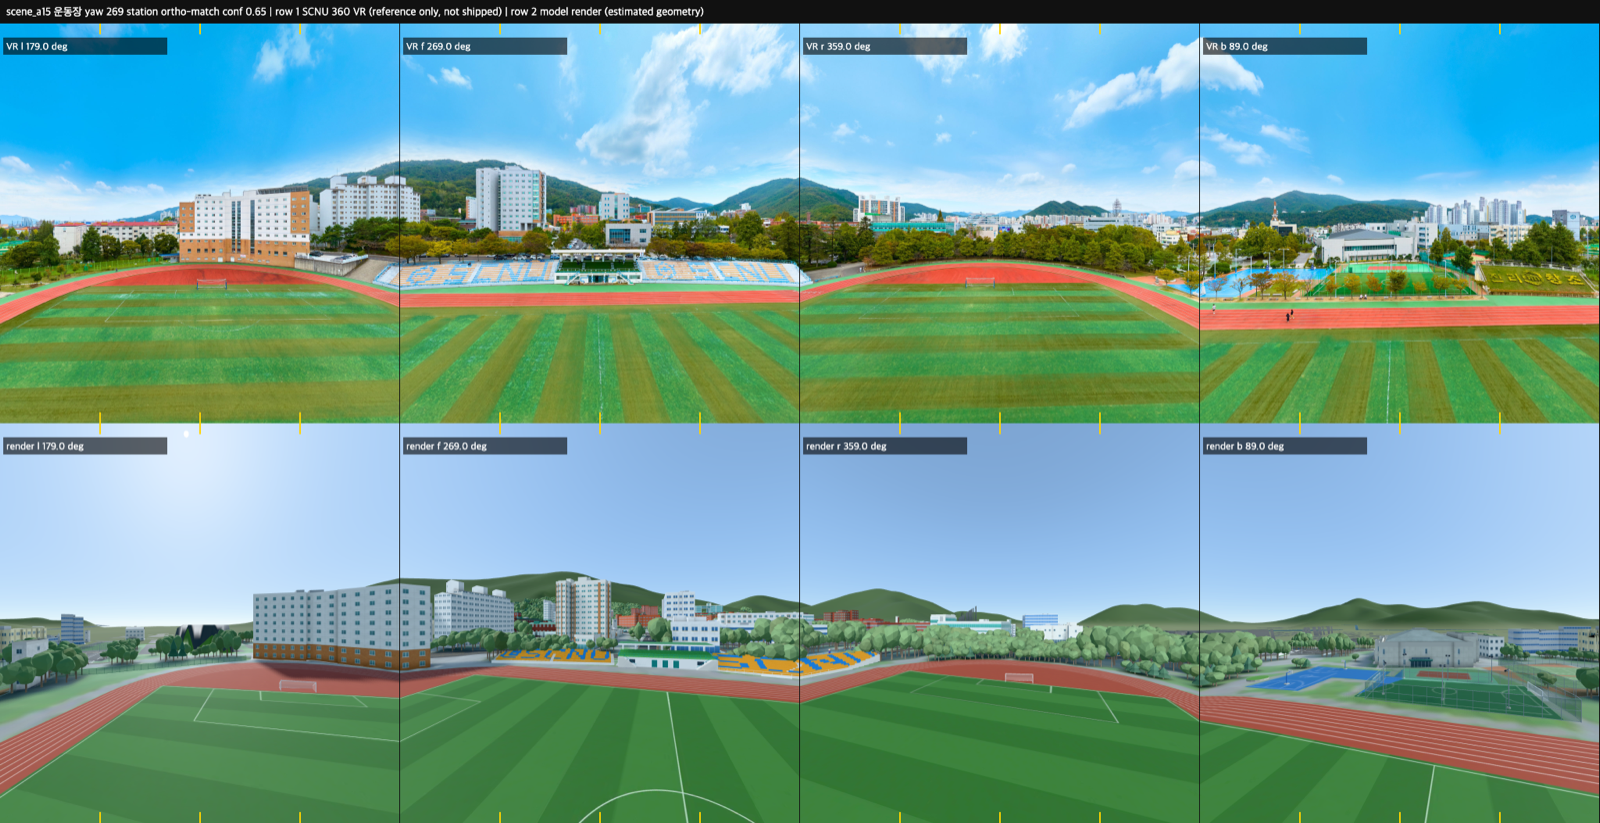 scene_a15 운동장 yaw 269 station ortho-match conf 0.65 | row 1 SCNU 360 VR (reference only, not shipped) | row 2 model render (estimated geometry)
VR l 179.0 deg
VR f 269.0 deg
VR r 359.0 deg
VR b 89.0 deg
SCNU
render l 179.0 deg
render f 269.0 deg
render r 359.0 deg
render b 89.0 deg
SCNU